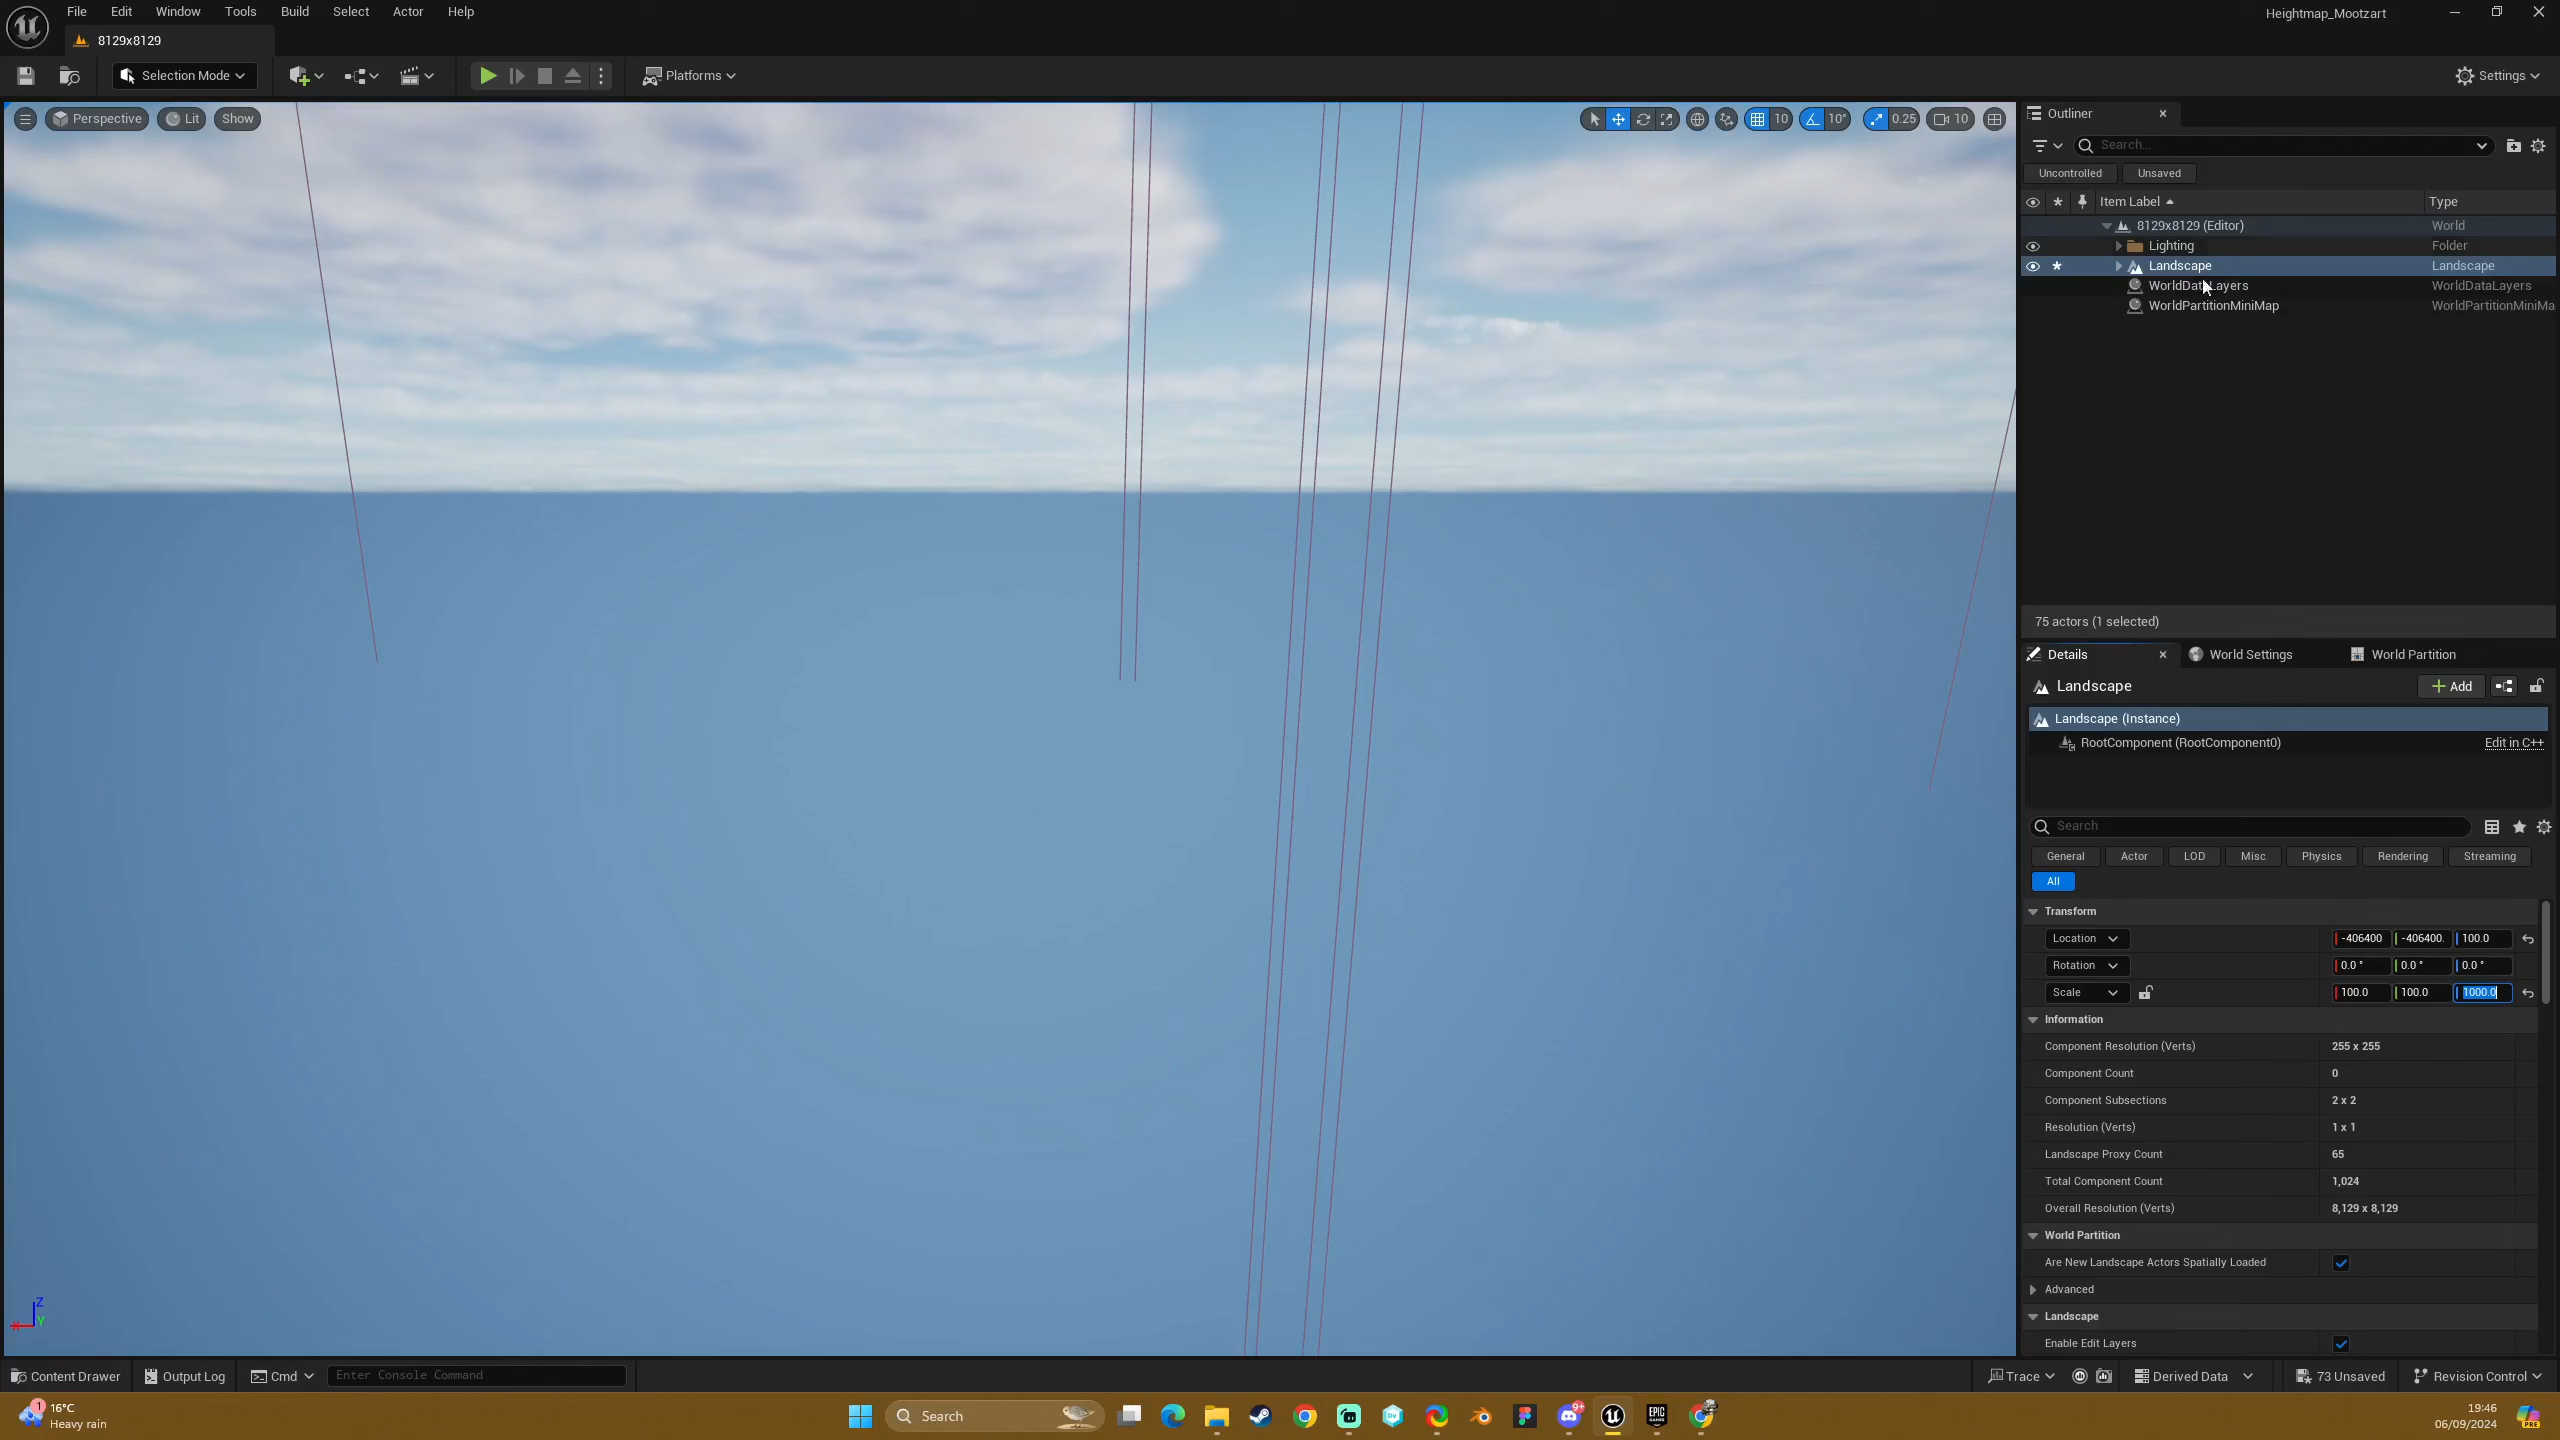 File Edit Window Tools Build Select Actor Help
Heightmap_Mootzart
8129x8129
Selection Mode
Platforms
Settings
Perspective Lit Show
10 10° 0.25 10
Outliner
Search...
Uncontrolled Unsaved
Item Label Type
8129x8129 (Editor) World
Lighting Folder
Landscape Landscape
WorldDataLayers WorldDataLayers
WorldPartitionMiniMap WorldPartitionMiniMa
75 actors (1 selected)
Details World Settings World Partition
Landscape Add
Landscape (Instance)
RootComponent (RootComponent0) Edit in C++
Search
General Actor LOD Misc Physics Rendering Streaming
All
Transform
Location -406400 -406400. 100.0
Rotation 0.0 ° 0.0 ° 0.0 °
Scale 100.0 100.0 1000.0
Information
Component Resolution (Verts) 255 x 255
Component Count 0
Component Subsections 2 x 2
Resolution (Verts) 1 x 1
Landscape Proxy Count 65
Total Component Count 1,024
Overall Resolution (Verts) 8,129 x 8,129
World Partition
Are New Landscape Actors Spatially Loaded
Advanced
Landscape
Enable Edit Layers
Z
X Y
Content Drawer Output Log Cmd Enter Console Command
Trace Derived Data 73 Unsaved Revision Control
1 16°C
Heavy rain
Search
9+
EPIC GAMES
19:46
06/09/2024
PRE